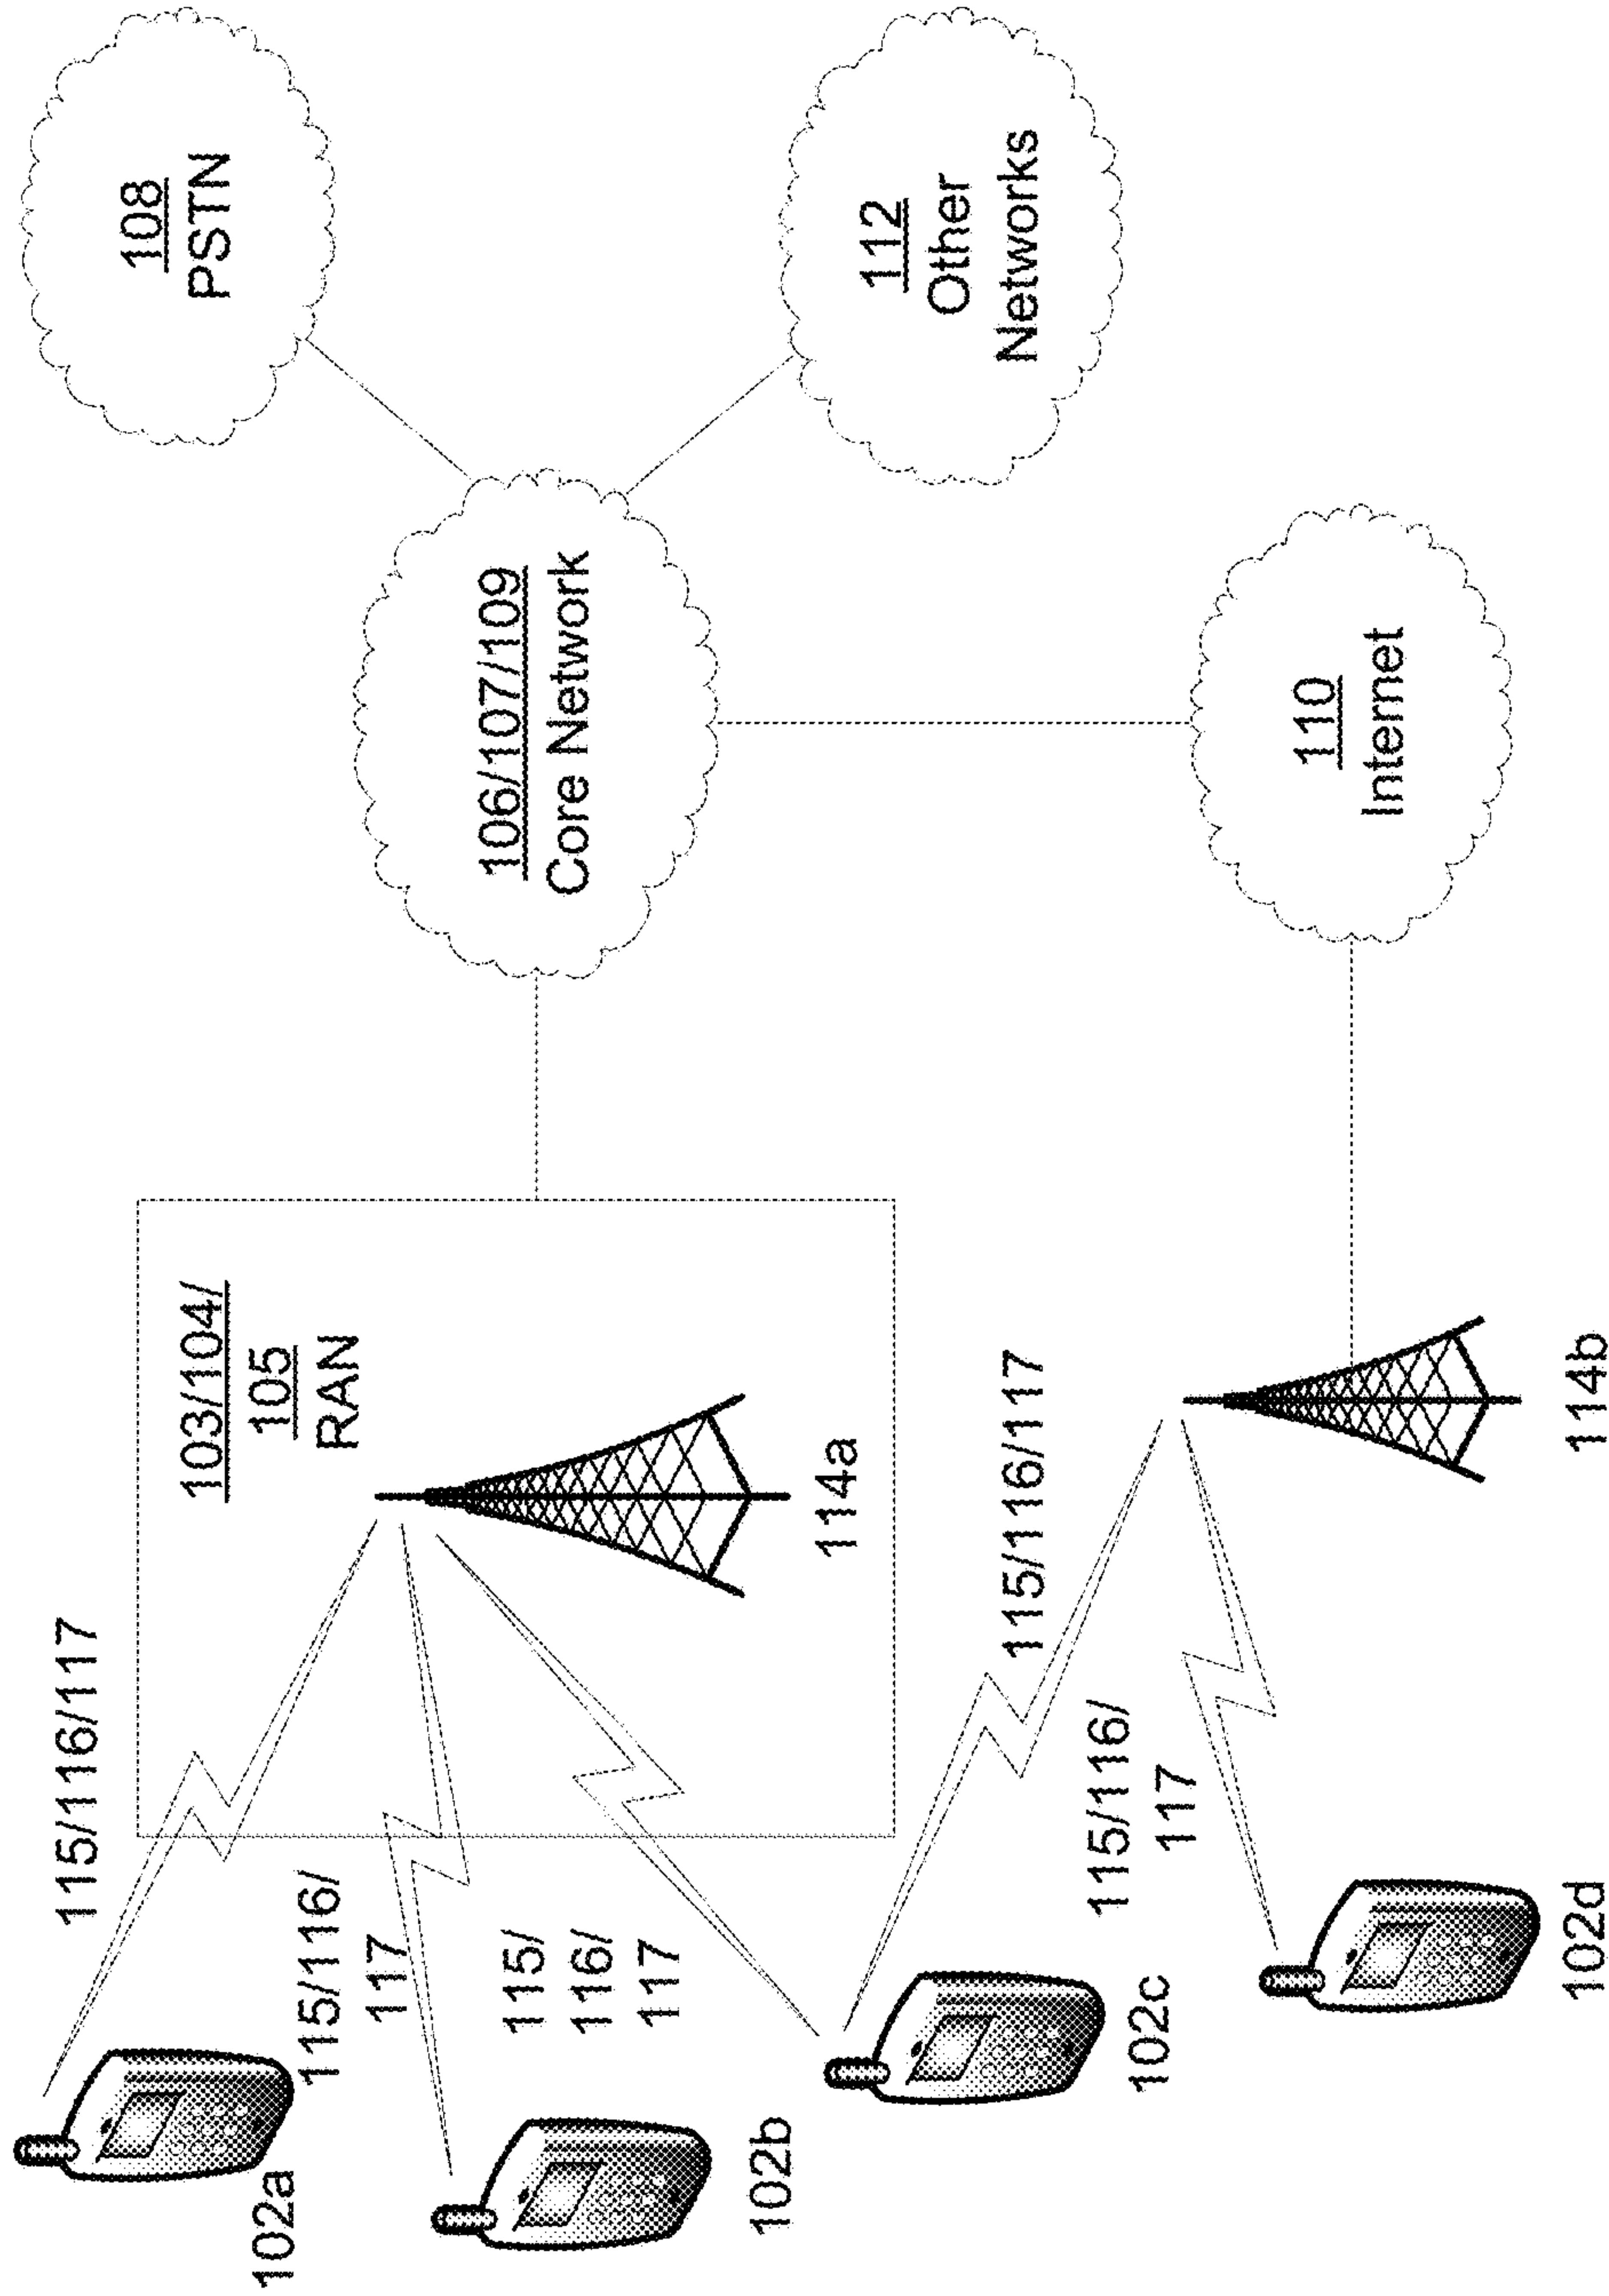 108
PSTN
106/107/109
Core Network
112
Other
Networks
110
Internet
103/104/
105
RAN
114a
114b
115/116/117
115/116/
117
115/
116/
117
115/116/117
115/116/
117
102a
102b
102c
102d